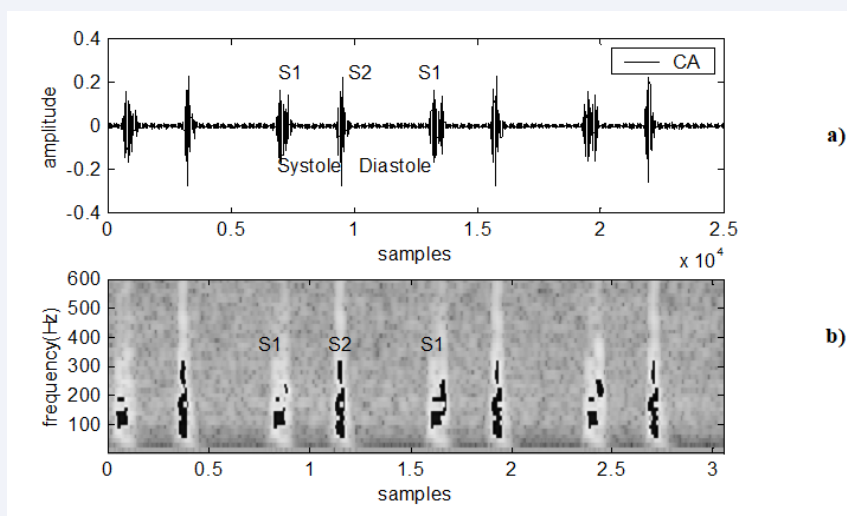 0.4
S1 S2 S1 CA
0.2
0
-0.2
-0.4
amplitude
Systole Diastole
a)
0 0.5 1 1.5 2 2.5
samples
x 10^4
600
500
400
300
200
100
frequency(Hz)
S1 S2 S1
b)
0 0.5 1 1.5 2 2.5 3
samples